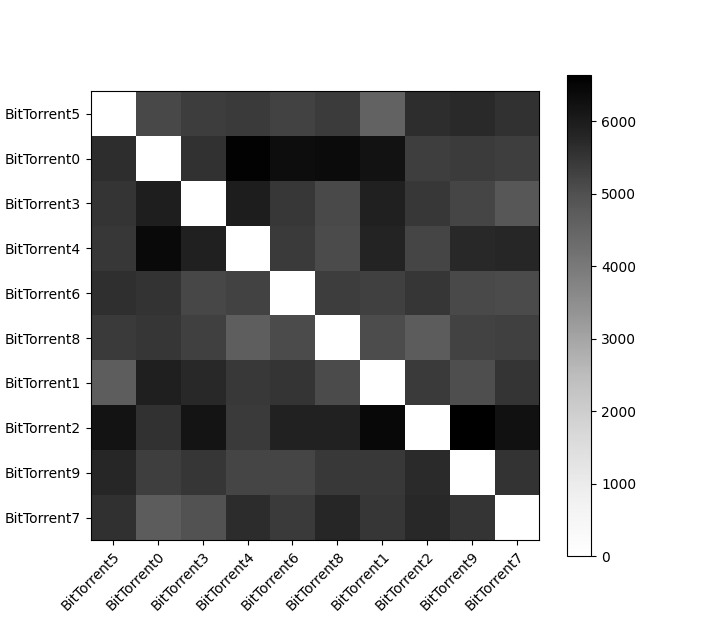 BitTorrent5
BitTorrent0
BitTorrent3
BitTorrent4
BitTorrent6
BitTorrent8
BitTorrent1
BitTorrent2
BitTorrent9
BitTorrent7
BitTorrent5
BitTorrent0
BitTorrent3
BitTorrent4
BitTorrent6
BitTorrent8
BitTorrent1
BitTorrent2
BitTorrent9
BitTorrent7
6000
5000
4000
3000
2000
1000
0